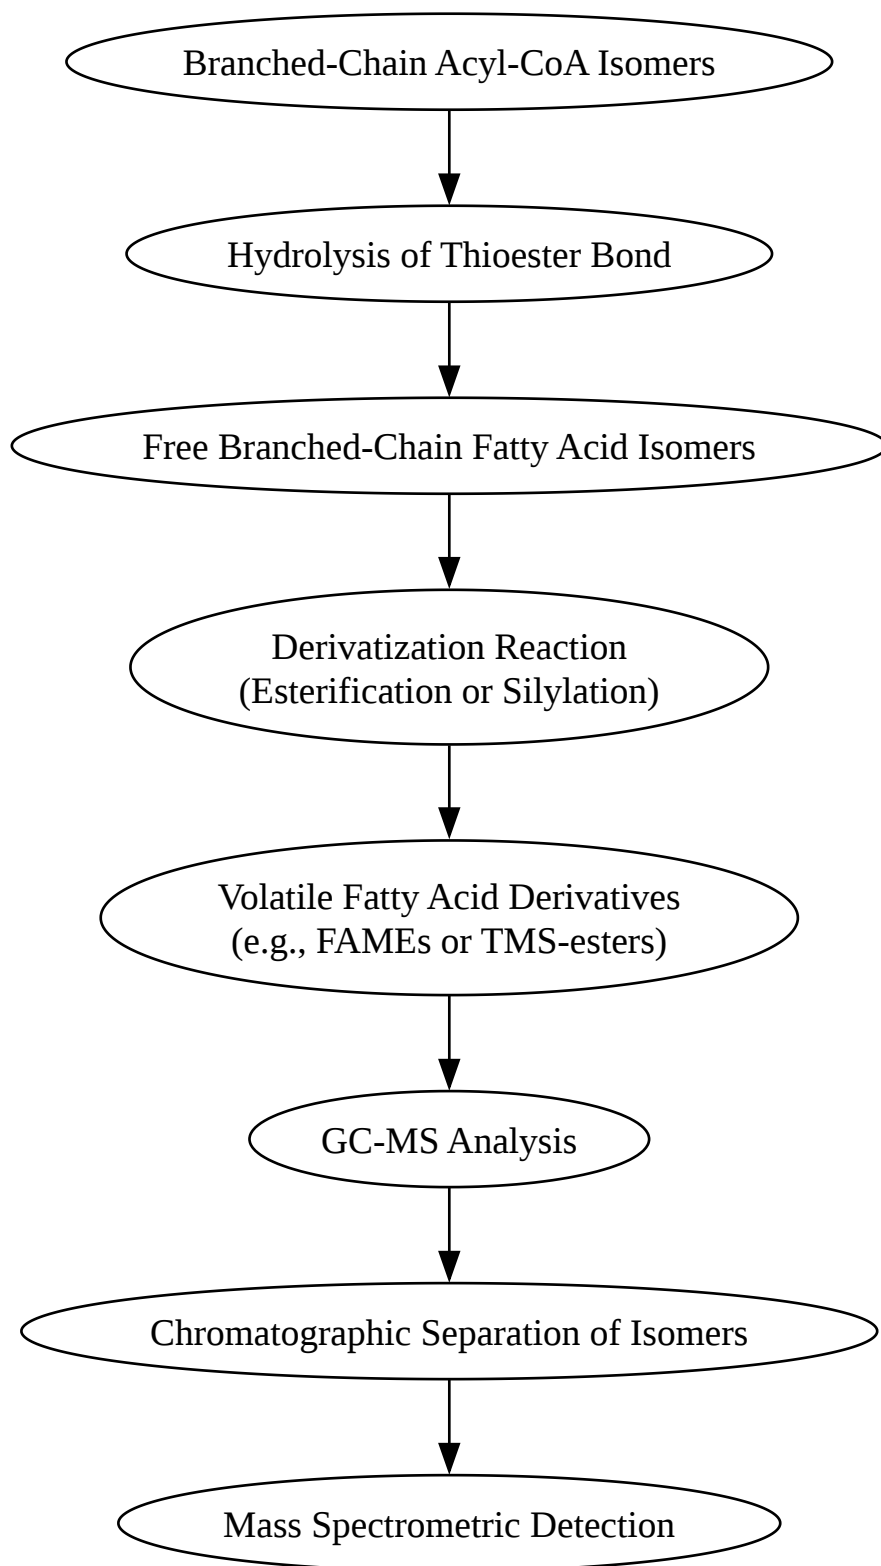 Branched-Chain Acyl-CoA Isomers
Hydrolysis of Thioester Bond
Free Branched-Chain Fatty Acid Isomers
Derivatization Reaction
(Esterification or Silylation)
Volatile Fatty Acid Derivatives
(e.g., FAMEs or TMS-esters)
GC-MS Analysis
Chromatographic Separation of Isomers
Mass Spectrometric Detection